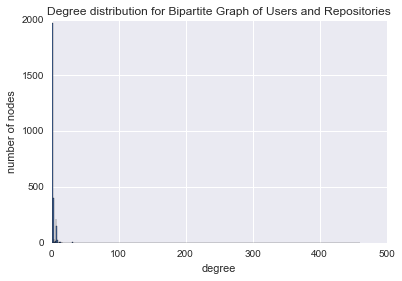 Degree distribution for Bipartite Graph of Users and Repositories
2000
1500
1000
500
0
number of nodes
0 100 200 300 400 500
degree